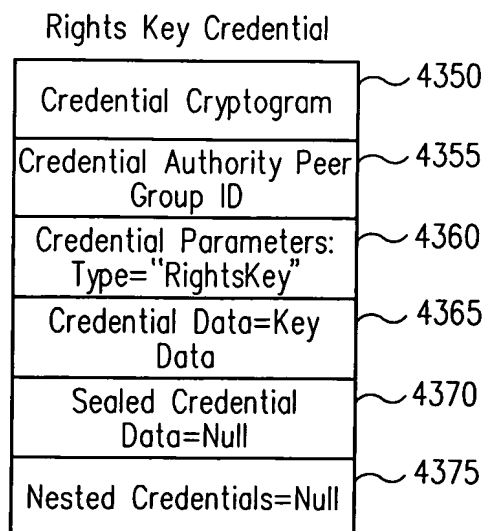 Rights Key Credential
Credential Cryptogram
4350
Credential Authority Peer
Group ID
4355
Credential Parameters:
Type="RightsKey"
4360
Credential Data=Key
Data
4365
Sealed Credential
Data=Null
4370
Nested Credentials=Null
4375